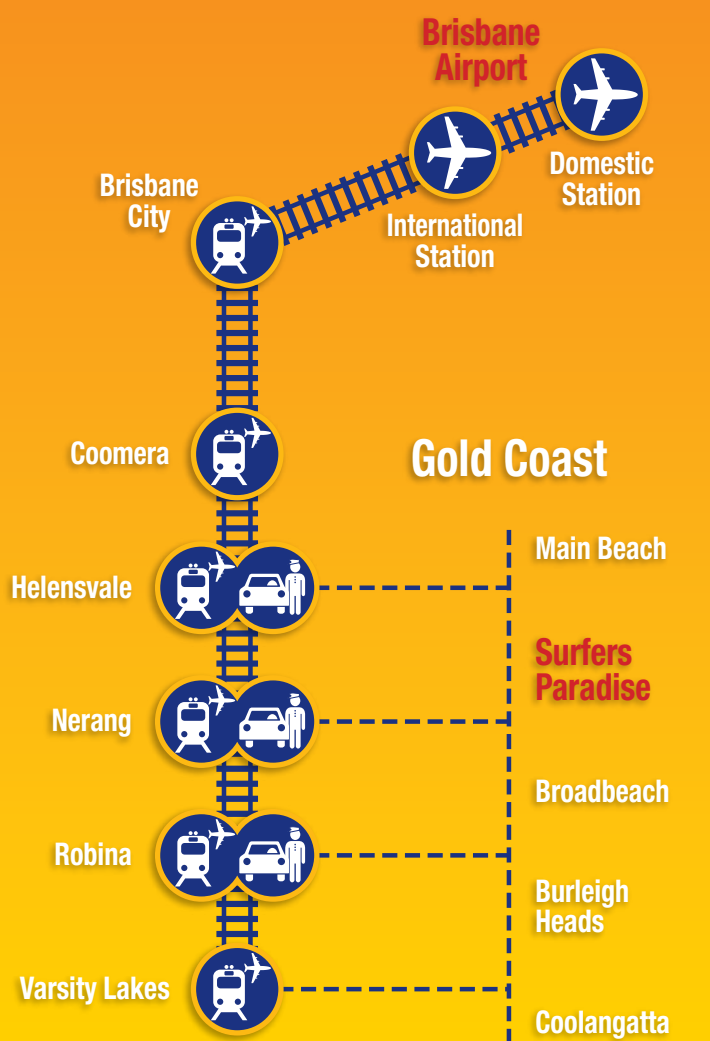 Brisbane
Airport
Domestic
Station
International
Station
Brisbane
City
Coomera
Gold Coast
Main Beach
Helensvale
Surfers
Paradise
Nerang
Broadbeach
Robina
Burleigh
Heads
Varsity Lakes
Coolangatta